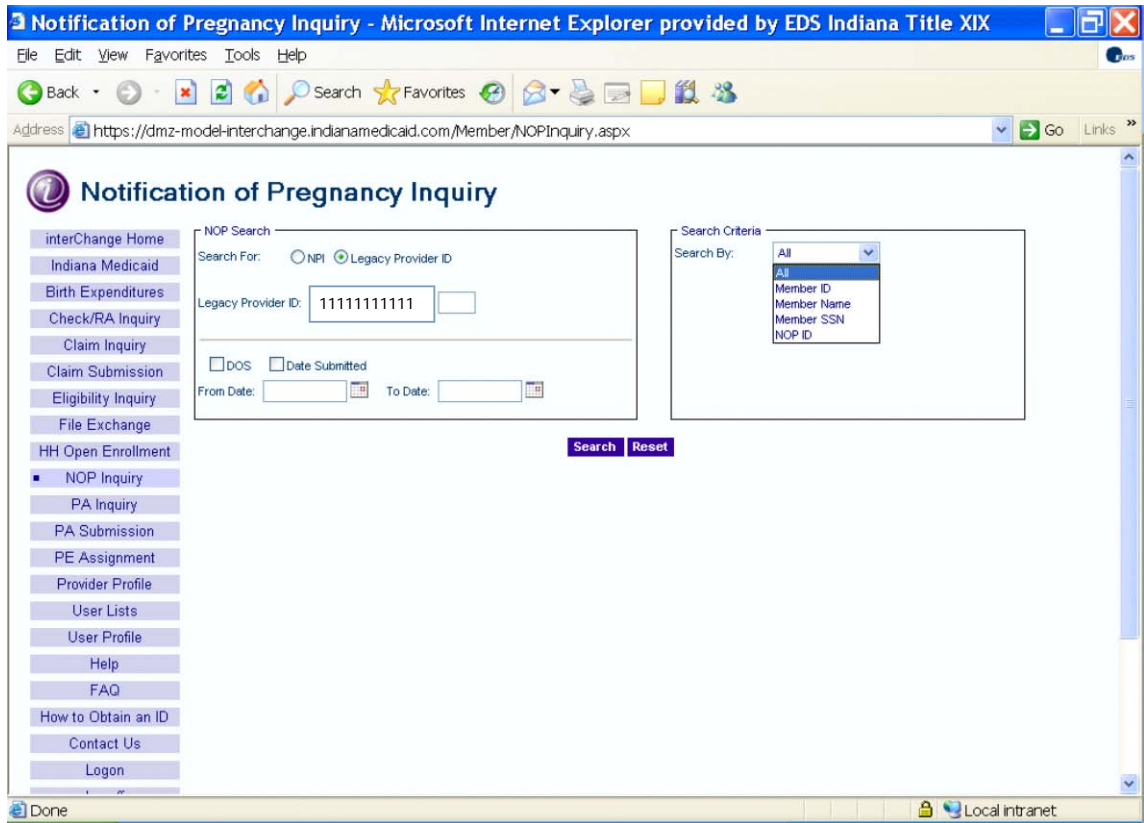 Notification of Pregnancy Inquiry - Microsoft Internet Explorer provided by EDS Indiana Title XIX
File Edit View Favorites Tools Help
EDS
Back Search Favorites
Address https://dmz-model-interchange.indianamedicaid.com/Member/NOPInquiry.aspx Go Links »
i Notification of Pregnancy Inquiry
interChange Home
Indiana Medicaid
Birth Expenditures
Check/RA Inquiry
Claim Inquiry
Claim Submission
Eligibility Inquiry
File Exchange
HH Open Enrollment
NOP Inquiry
PA Inquiry
PA Submission
PE Assignment
Provider Profile
User Lists
User Profile
Help
FAQ
How to Obtain an ID
Contact Us
Logon
NOP Search
Search For: NPI Legacy Provider ID
Legacy Provider ID: 11111111111
DOS Date Submitted
From Date: To Date:
Search Criteria
Search By: All
All
Member ID
Member Name
Member SSN
NOP ID
Search Reset
Done Local intranet